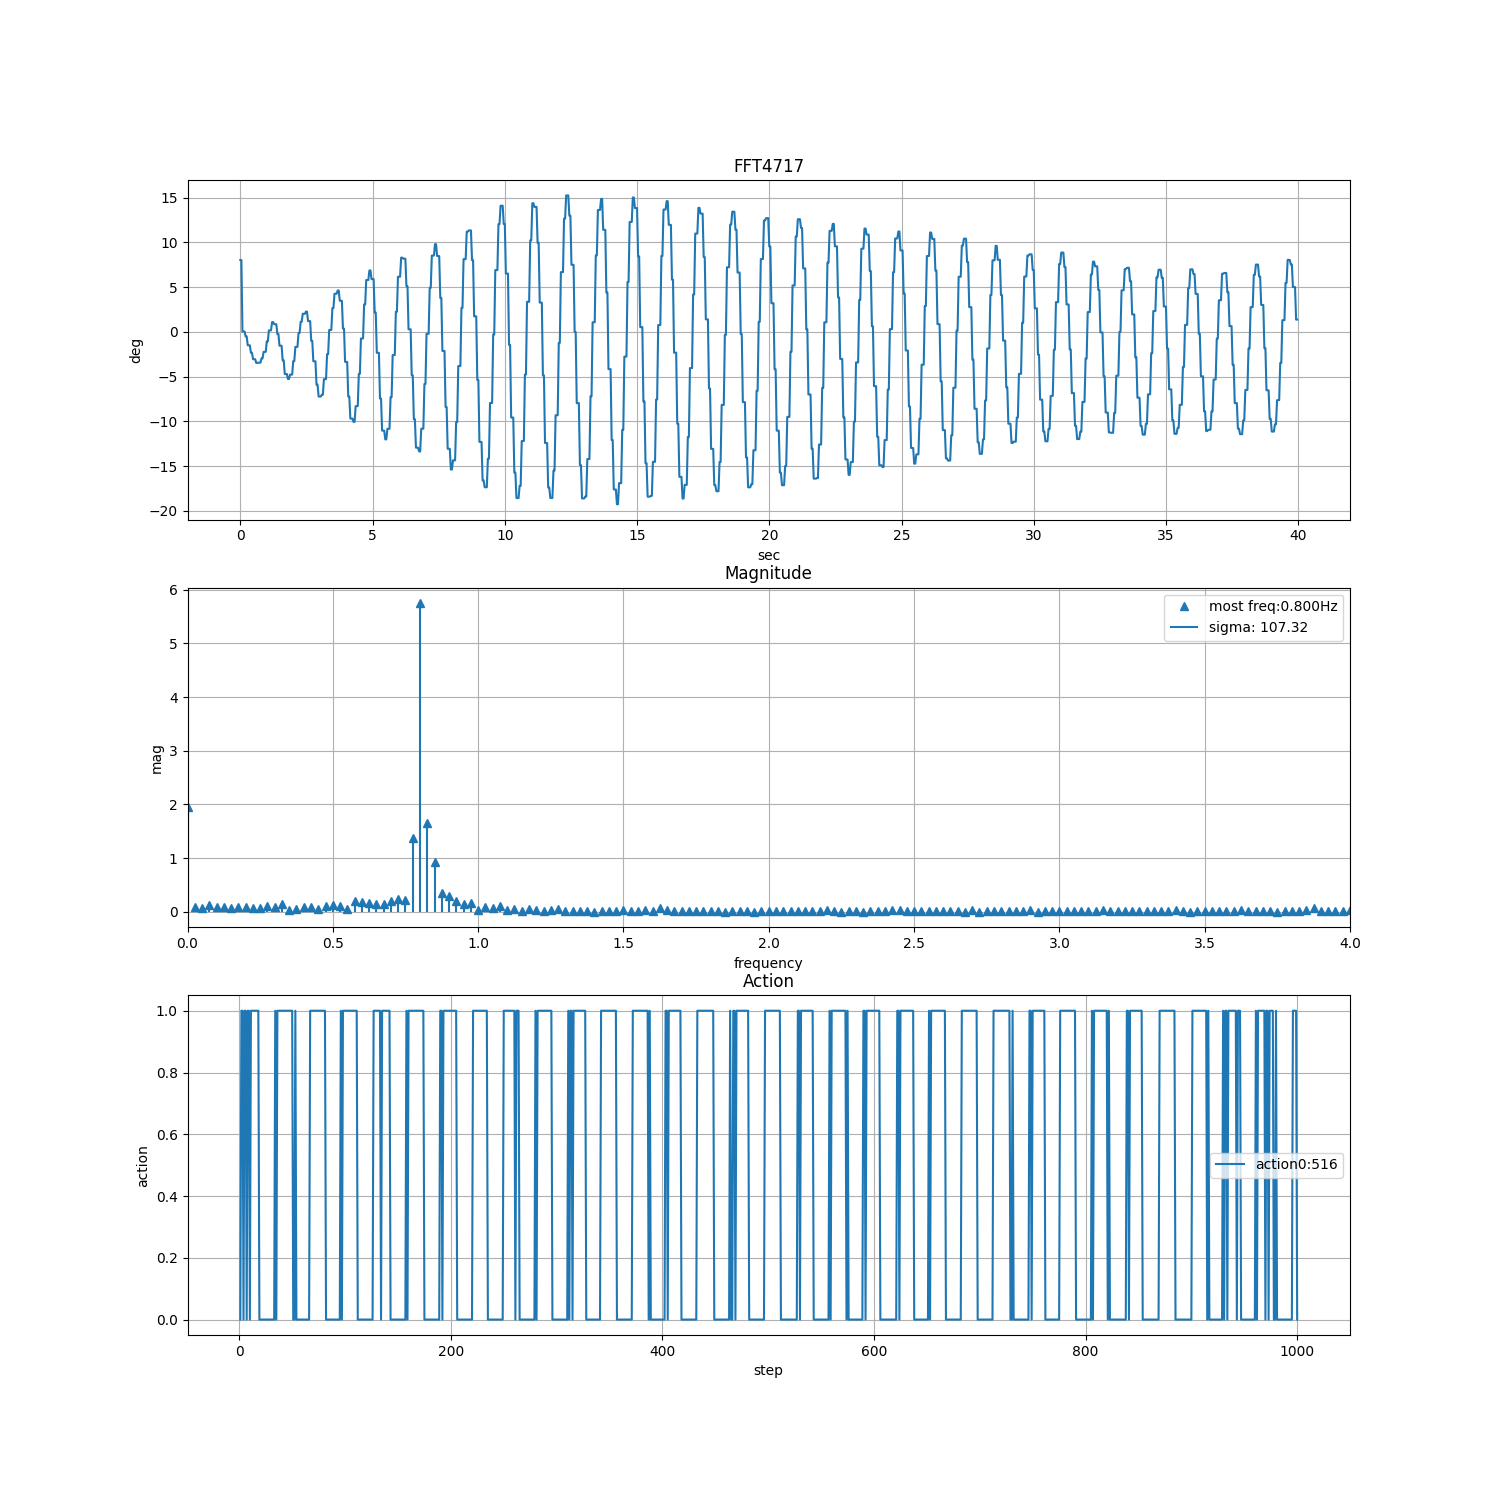 FFT4717
15
10
5
0
−5
−10
−15
−20
deg
0 5 10 15 20 25 30 35 40
sec
Magnitude
6
5
4
3
2
1
0
mag
most freq:0.800Hz
sigma: 107.32
0.0 0.5 1.0 1.5 2.0 2.5 3.0 3.5 4.0
frequency
Action
1.0
0.8
0.6
0.4
0.2
0.0
action
action0:516
0 200 400 600 800 1000
step